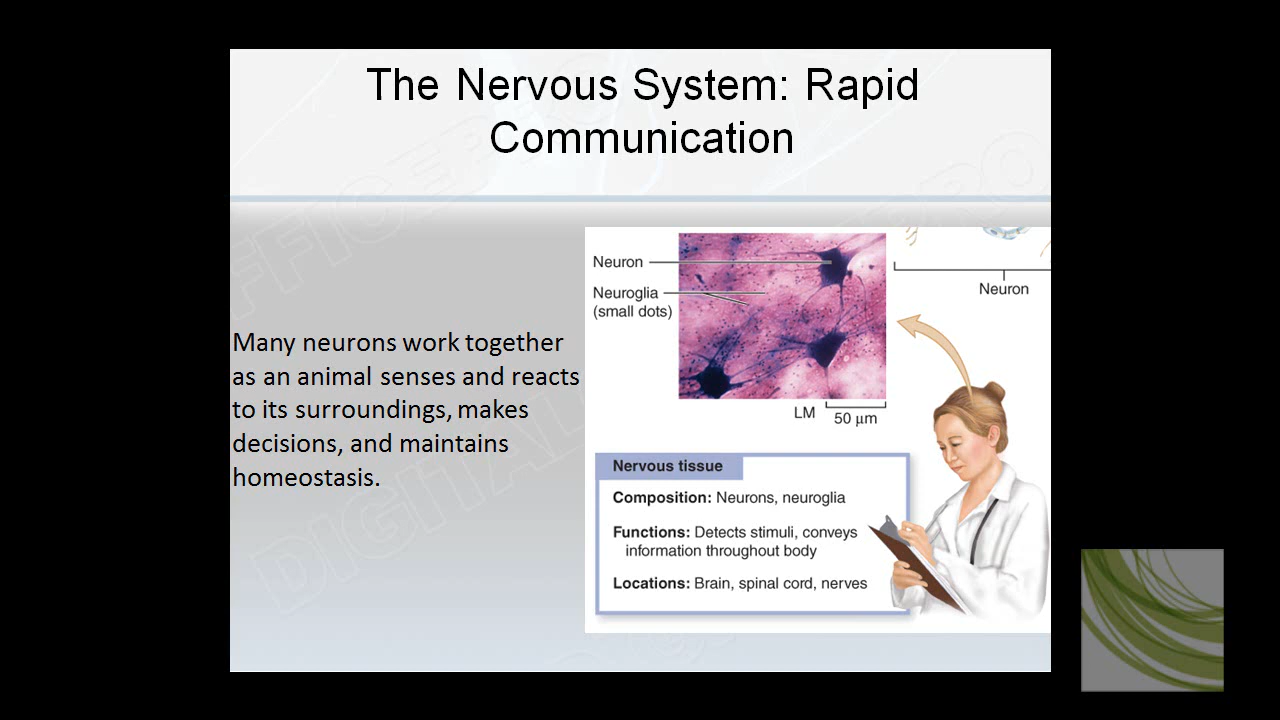 The Nervous System: Rapid
Communication
Many neurons work together
as an animal senses and reacts
to its surroundings, makes
decisions, and maintains
homeostasis.
Neuron
Neuroglia
(small dots)
LM
50 μm
Neuron
Nervous tissue
Composition: Neurons, neuroglia
Functions: Detects stimuli, conveys
information throughout body
Locations: Brain, spinal cord, nerves